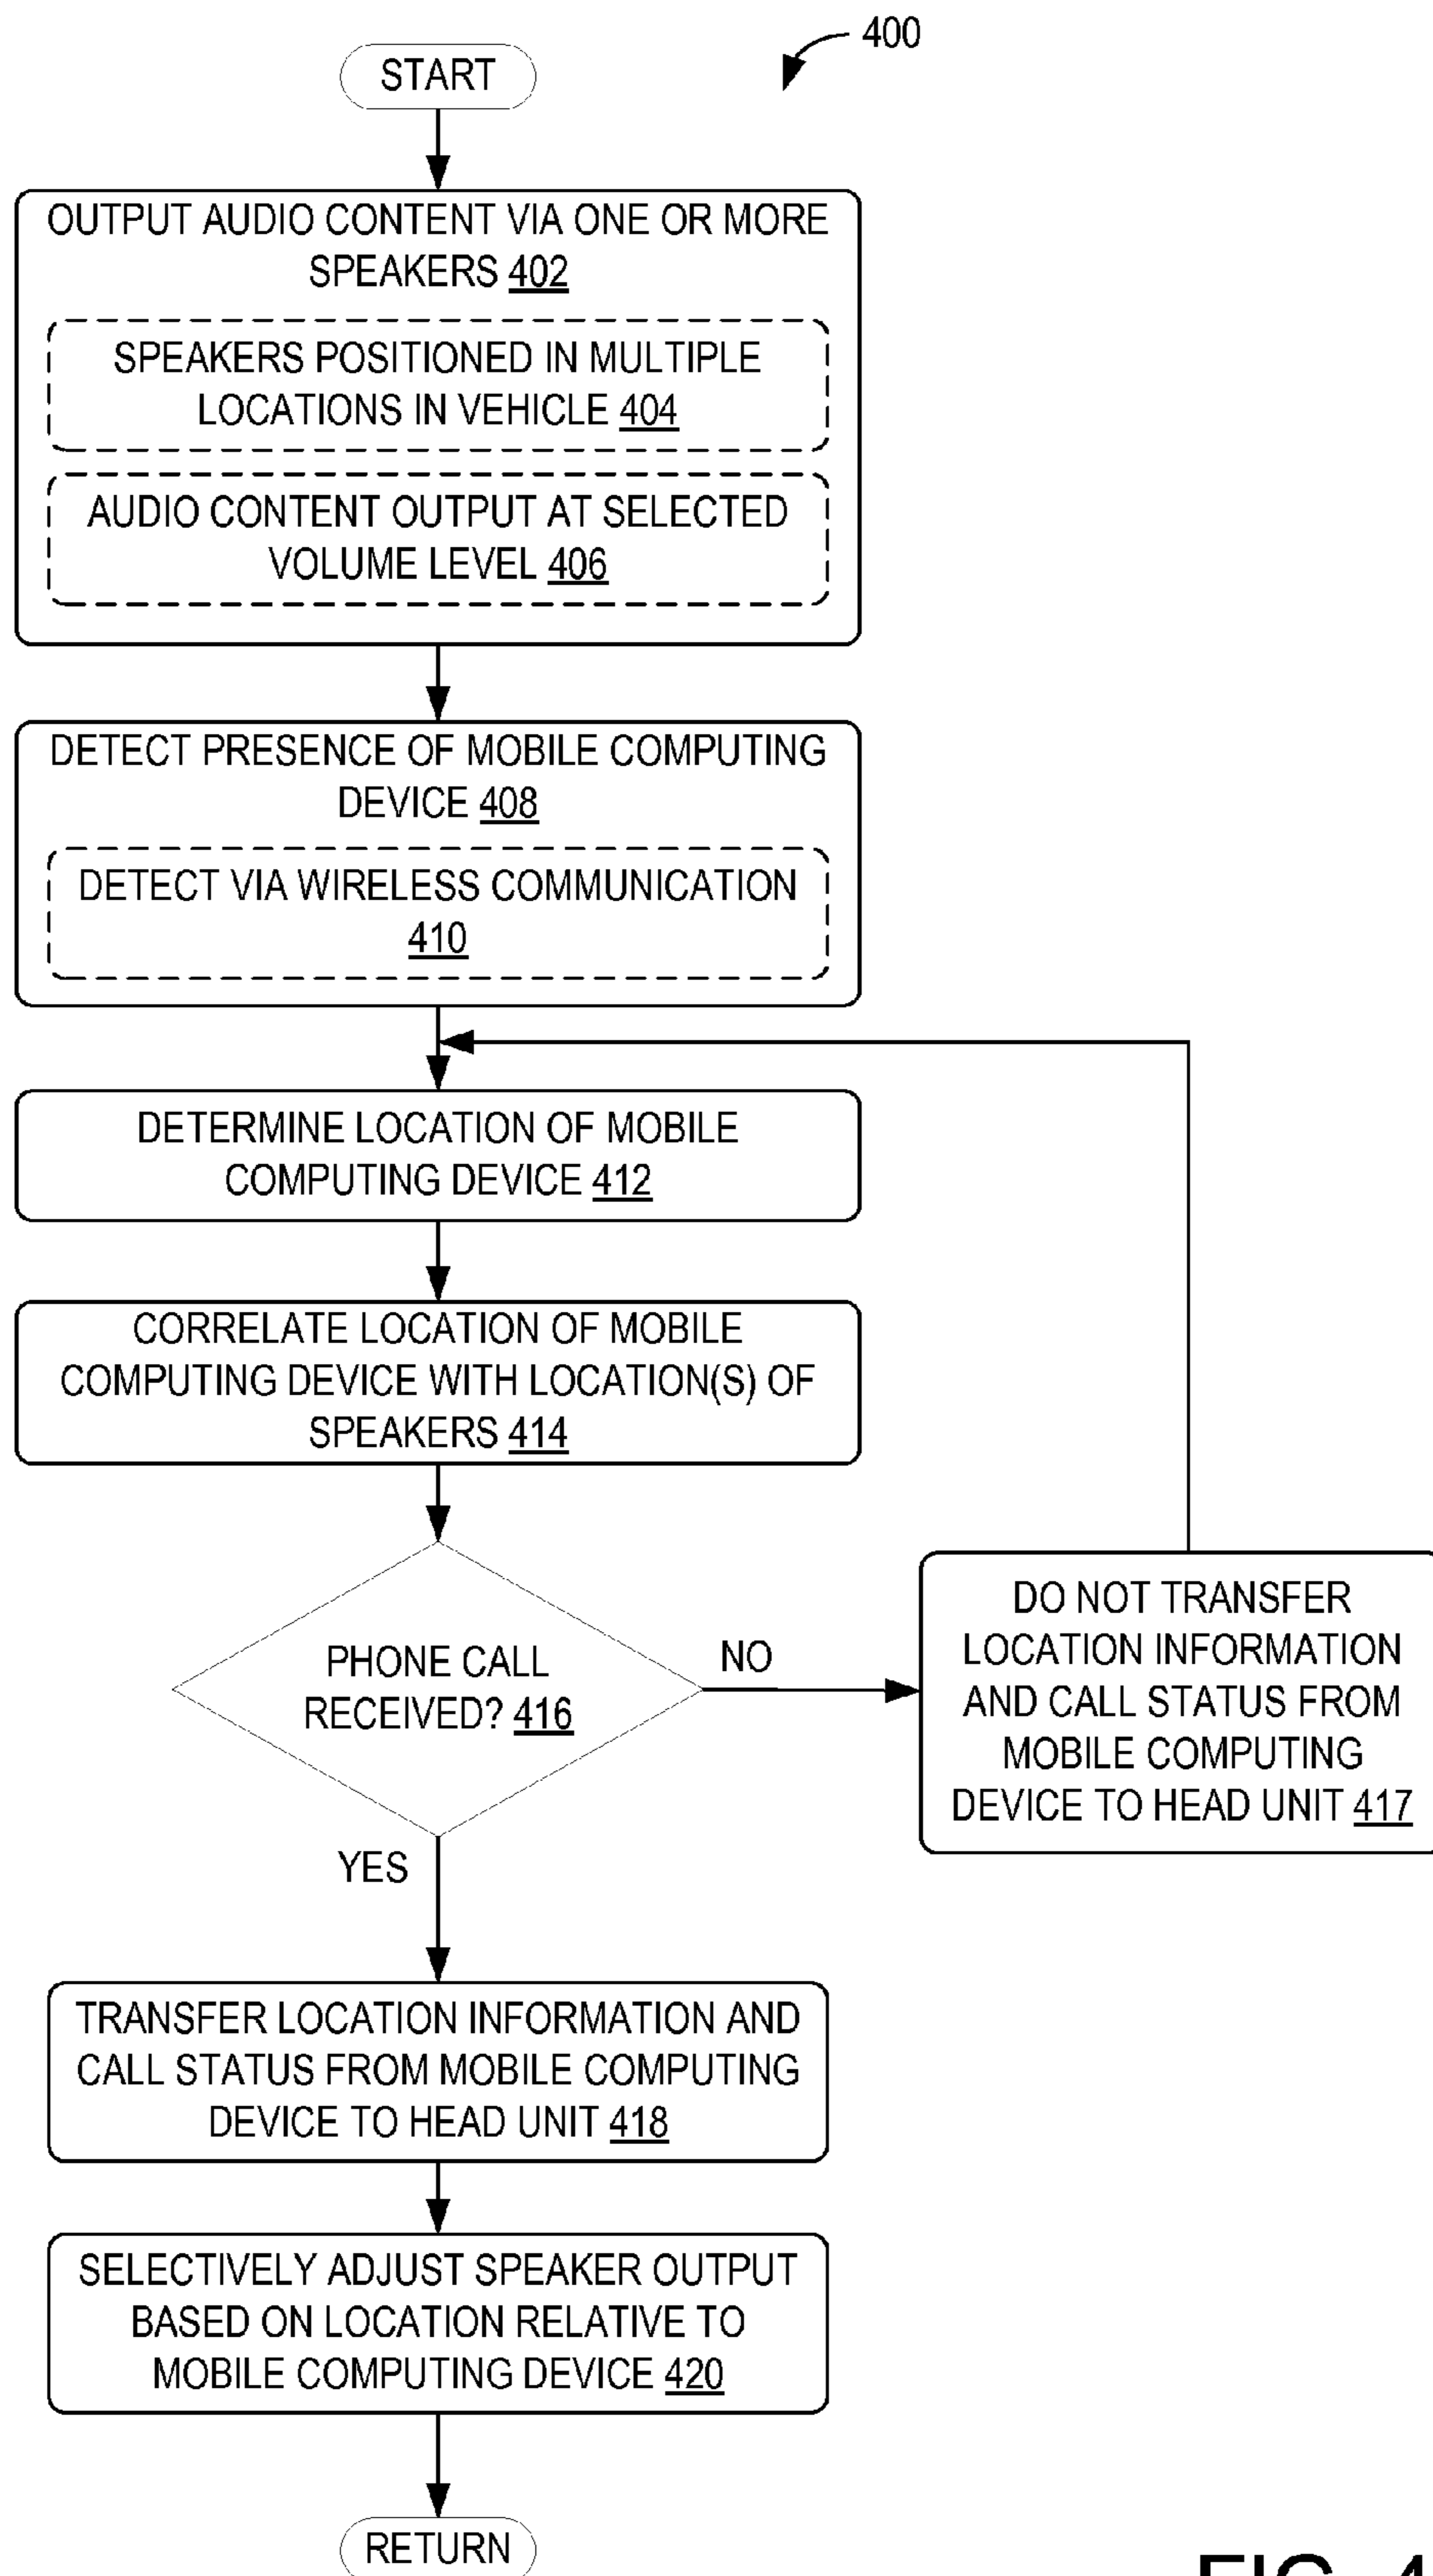 400
START
OUTPUT AUDIO CONTENT VIA ONE OR MORE
SPEAKERS 402
SPEAKERS POSITIONED IN MULTIPLE
LOCATIONS IN VEHICLE 404
AUDIO CONTENT OUTPUT AT SELECTED
VOLUME LEVEL 406
DETECT PRESENCE OF MOBILE COMPUTING
DEVICE 408
DETECT VIA WIRELESS COMMUNICATION
410
DETERMINE LOCATION OF MOBILE
COMPUTING DEVICE 412
CORRELATE LOCATION OF MOBILE
COMPUTING DEVICE WITH LOCATION(S) OF
SPEAKERS 414
PHONE CALL
RECEIVED? 416
NO
DO NOT TRANSFER
LOCATION INFORMATION
AND CALL STATUS FROM
MOBILE COMPUTING
DEVICE TO HEAD UNIT 417
YES
TRANSFER LOCATION INFORMATION AND
CALL STATUS FROM MOBILE COMPUTING
DEVICE TO HEAD UNIT 418
SELECTIVELY ADJUST SPEAKER OUTPUT
BASED ON LOCATION RELATIVE TO
MOBILE COMPUTING DEVICE 420
RETURN
FIG. 4